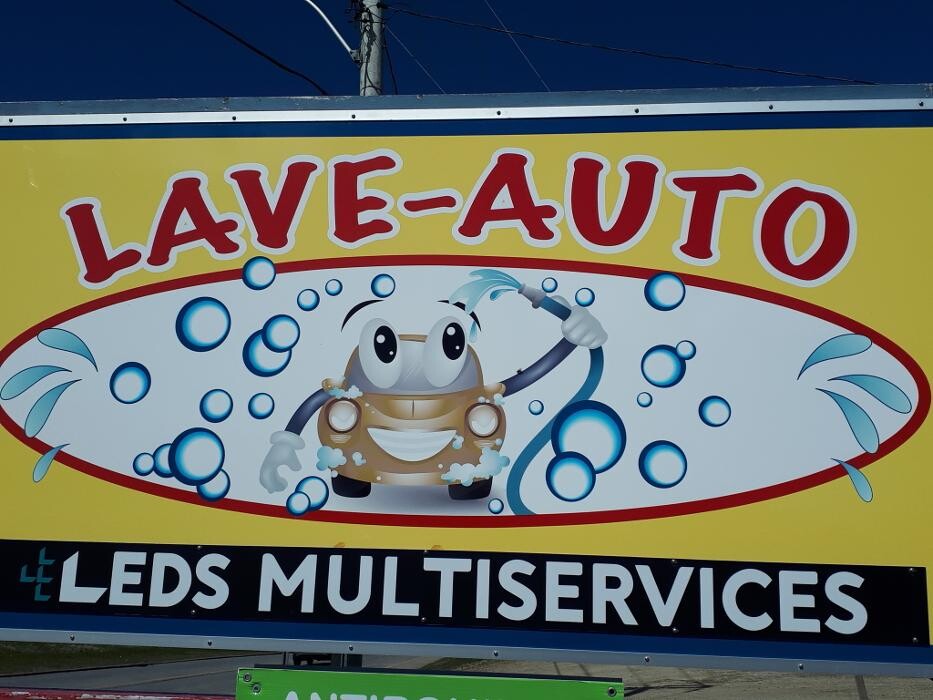 LAVE-AUTO
LEDS MULTISERVICES